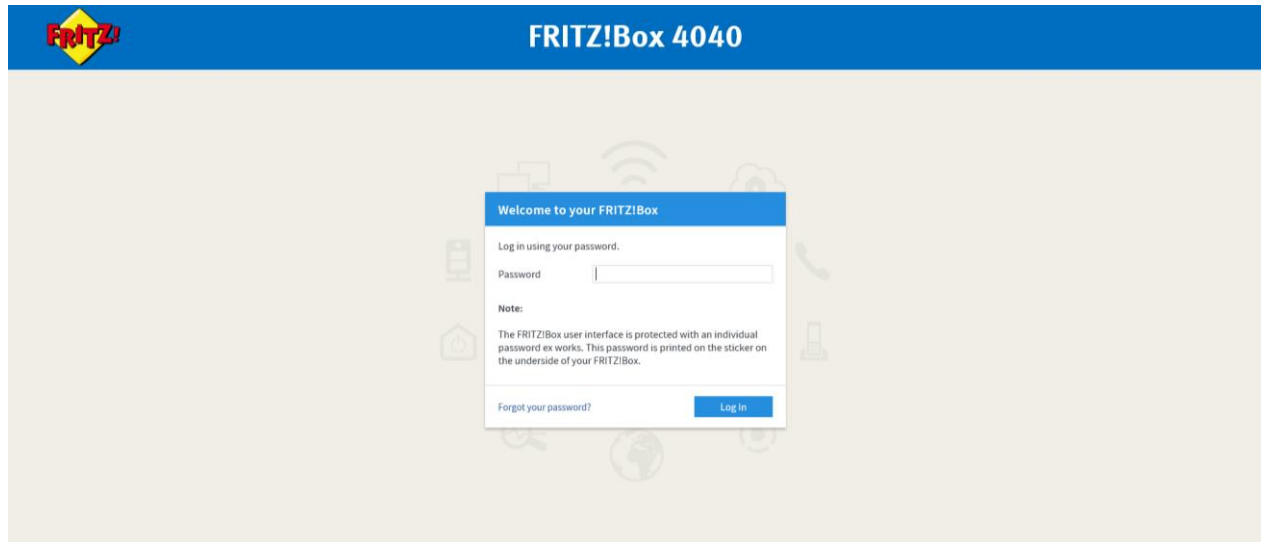 FRITZ!
FRITZ!Box 4040
Welcome to your FRITZ!Box
Log in using your password.
Password
Note:
The FRITZ!Box user interface is protected with an individual
password ex works. This password is printed on the sticker on
the underside of your FRITZ!Box.
Forgot your password?
Log In